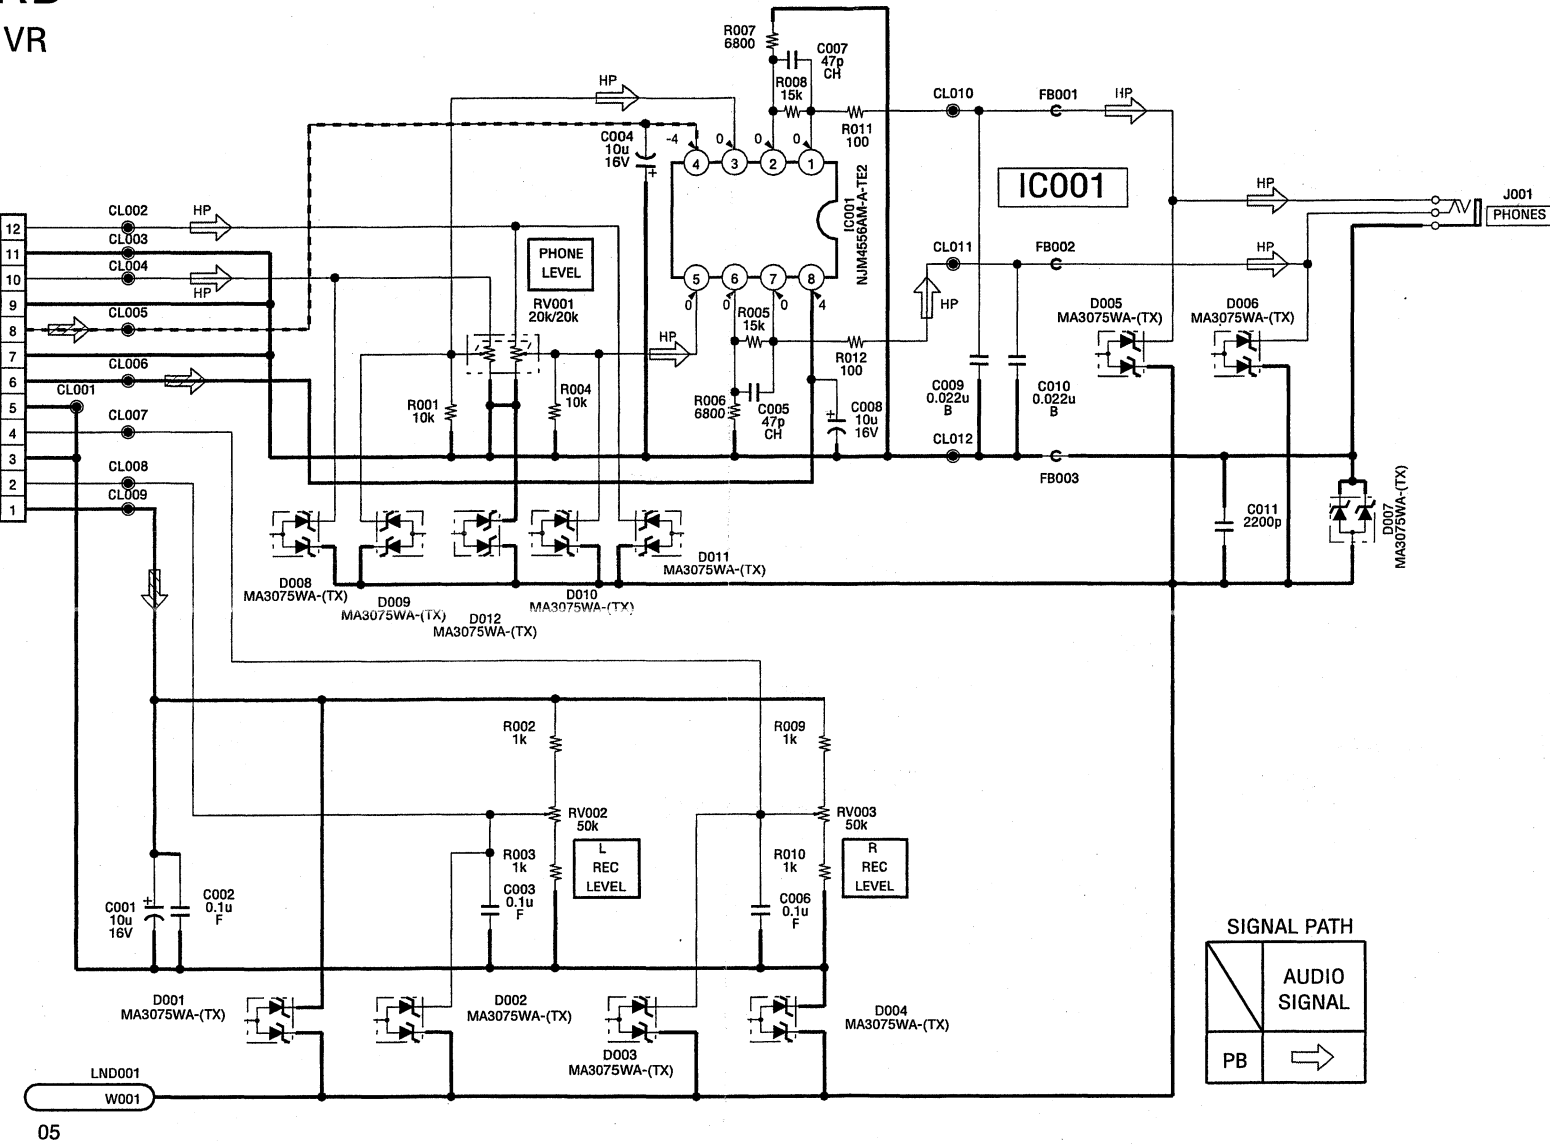 VR
R007
6800
C007
47p
CH
R008
15k
HP
CL010
FB001
HP
R011
100
C004
10u
16V
-4
0
0
0
4
3
2
1
IC001
NJM4556AM-A-TE2
IC001
HP
J001
PHONES
CL002
HP
CL003
CL004
HP
CL005
CL006
CL001
CL007
CL008
CL009
12
11
10
9
8
7
6
5
4
3
2
1
PHONE
LEVEL
RV001
20k/20k
5
6
7
8
0
0
0
4
CL011
FB002
HP
HP
HP
R005
15k
R012
100
D005
MA3075WA-(TX)
D006
MA3075WA-(TX)
R001
10k
R004
10k
R006
6800
C005
47p
CH
C008
10u
16V
C009
0.022u
B
C010
0.022u
B
CL012
FB003
C011
2200p
D007
MA3075WA-(TX)
D008
MA3075WA-(TX)
D009
MA3075WA-(TX)
D012
MA3075WA-(TX)
D010
MA3075WA-(TX)
D011
MA3075WA-(TX)
R002
1k
R009
1k
RV002
50k
RV003
50k
R003
1k
L
REC
LEVEL
R010
1k
R
REC
LEVEL
C001
10u
16V
C002
0.1u
F
C003
0.1u
F
C006
0.1u
F
D001
MA3075WA-(TX)
D002
MA3075WA-(TX)
D003
MA3075WA-(TX)
D004
MA3075WA-(TX)
SIGNAL PATH
AUDIO
SIGNAL
PB
LND001
W001
05